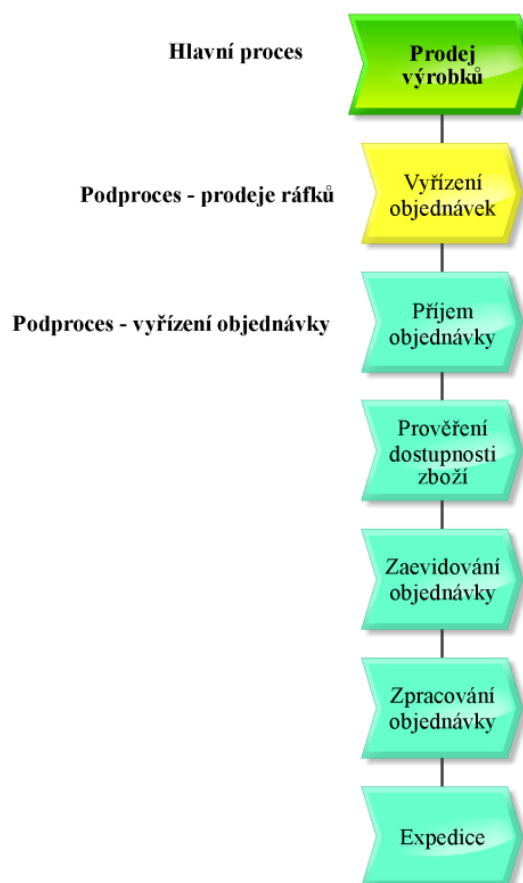 Hlavní proces
Prodej
výrobků
Podproces - prodeje ráfků
Vyřízení
objednávek
Podproces - vyřízení objednávky
Příjem
objednávky
Prověření
dostupnosti
zboží
Zaevidování
objednávky
Zpracování
objednávky
Expedice